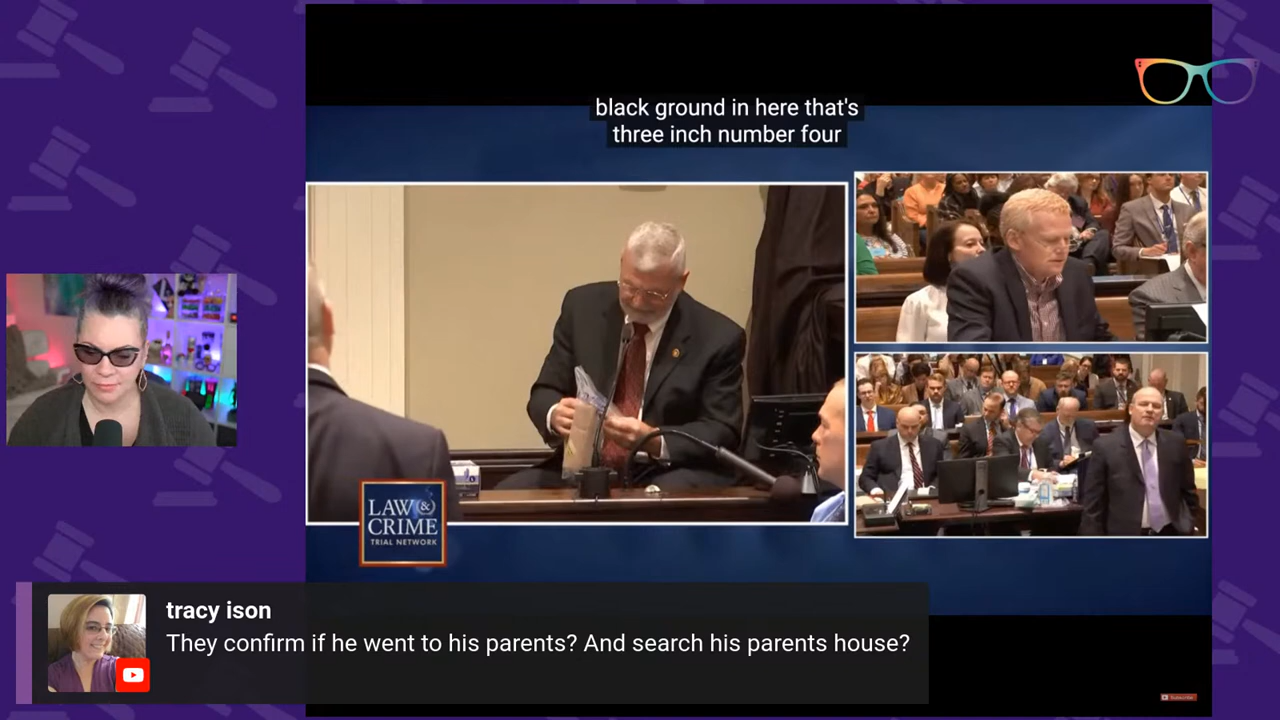 black ground in here that's
three inch number four
LAW &
CRIME
TRIAL NETWORK
tracy ison
They confirm if he went to his parents? And search his parents house?
Subscribe